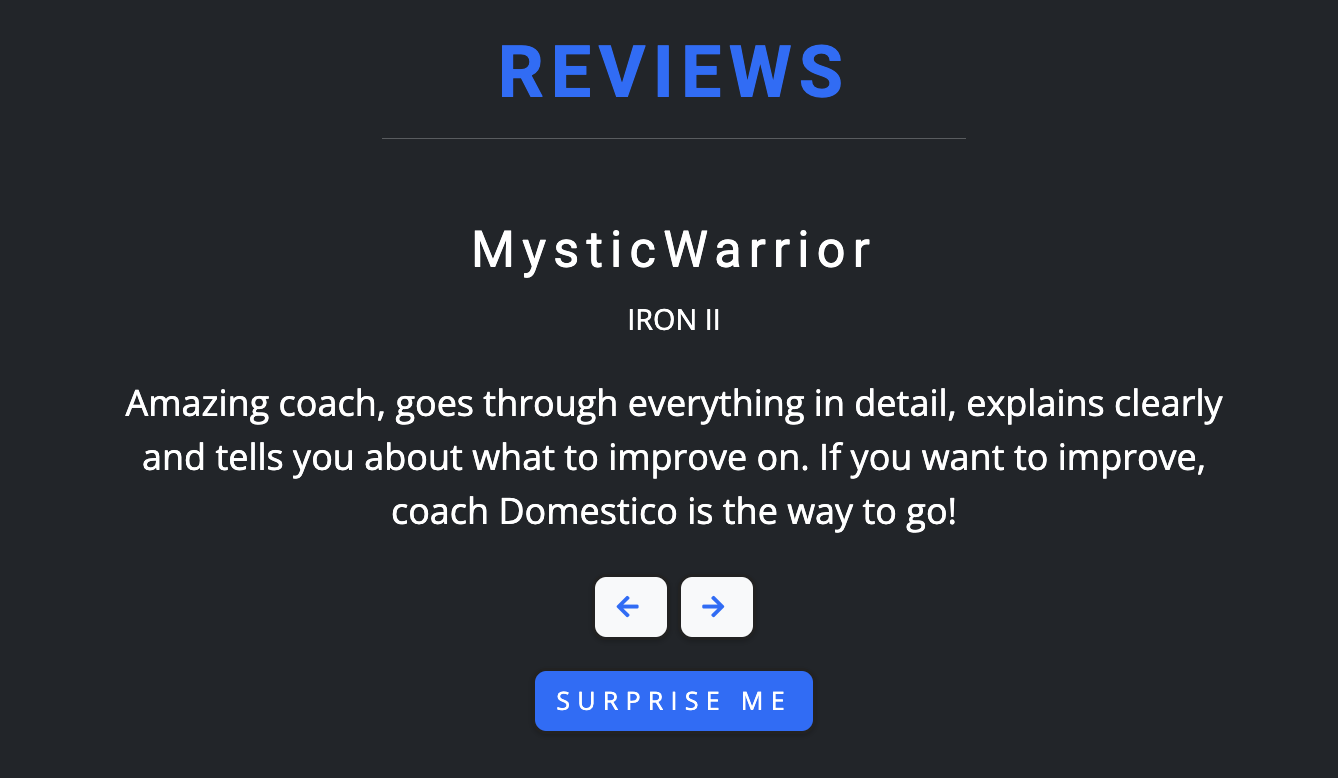 REVIEWS
MysticWarrior
IRON II
Amazing coach, goes through everything in detail, explains clearly
and tells you about what to improve on. If you want to improve,
coach Domestico is the way to go!
SURPRISE ME